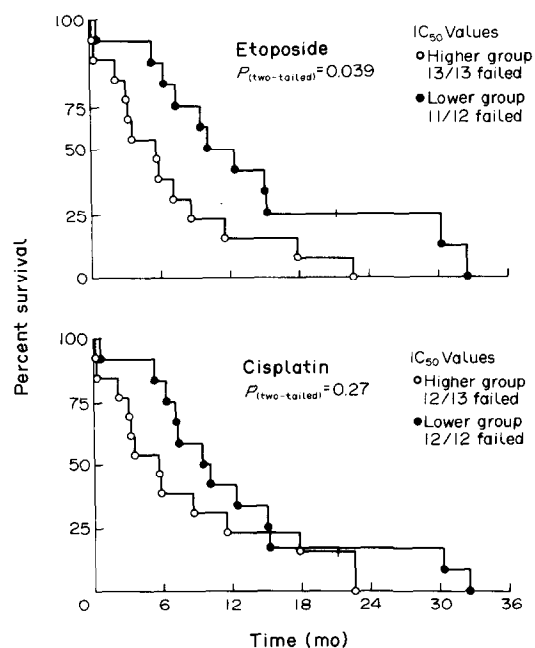 Percent survival
100
75
50
25
0
Etoposide
P(two-tailed)=0.039
IC50 Values
Higher group
13/13 failed
Lower group
11/12 failed
100
75
50
25
0
Cisplatin
P(two-tailed)=0.27
IC50 Values
Higher group
12/13 failed
Lower group
12/12 failed
6 12 18 24 30 36
Time (mo)